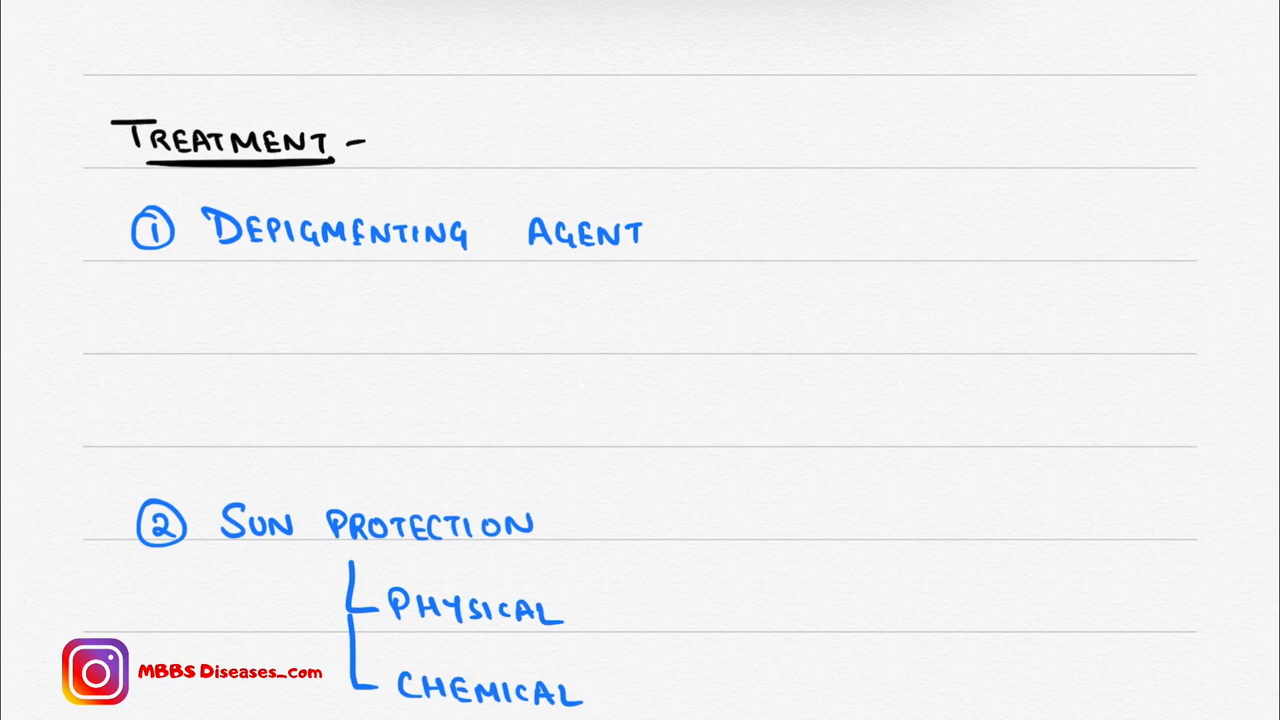 TREATMENT -
① DEPIGMENTING AGENT
② SUN PROTECTION
PHYSICAL
CHEMICAL
MBBS Diseases_com